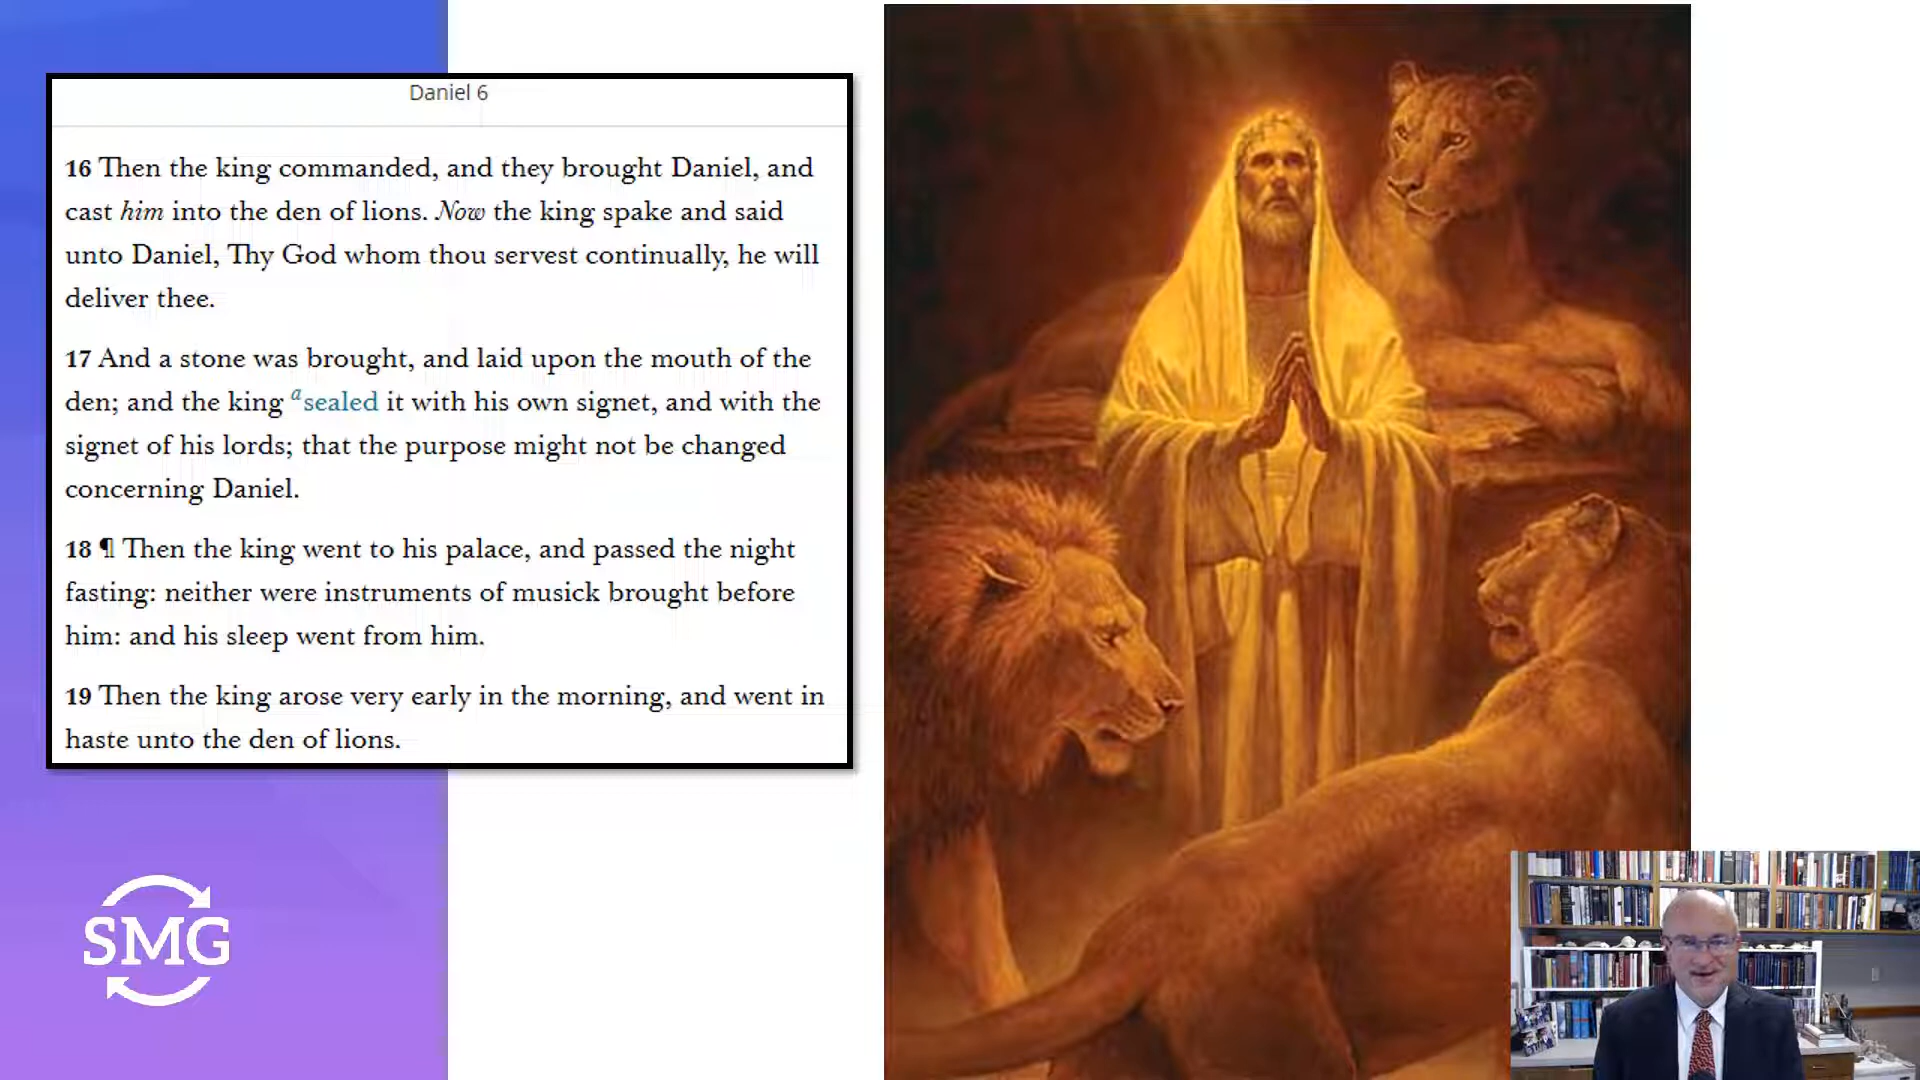 Daniel 6
16 Then the king commanded, and they brought Daniel, and
cast him into the den of lions. Now the king spake and said
unto Daniel, Thy God whom thou servest continually, he will
deliver thee.
17 And a stone was brought, and laid upon the mouth of the
den; and the king a sealed it with his own signet, and with the
signet of his lords; that the purpose might not be changed
concerning Daniel.
18 ¶ Then the king went to his palace, and passed the night
fasting: neither were instruments of musick brought before
him: and his sleep went from him.
19 Then the king arose very early in the morning, and went in
haste unto the den of lions.
SMG